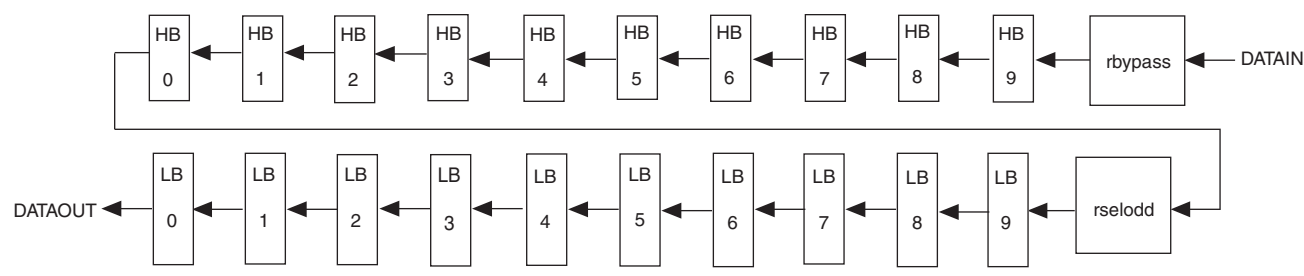 HB HB HB HB HB HB HB HB HB HB
0 1 2 3 4 5 6 7 8 9 rbypass DATAIN
LB LB LB LB LB LB LB LB LB LB
DATAOUT 0 1 2 3 4 5 6 7 8 9 rselodd